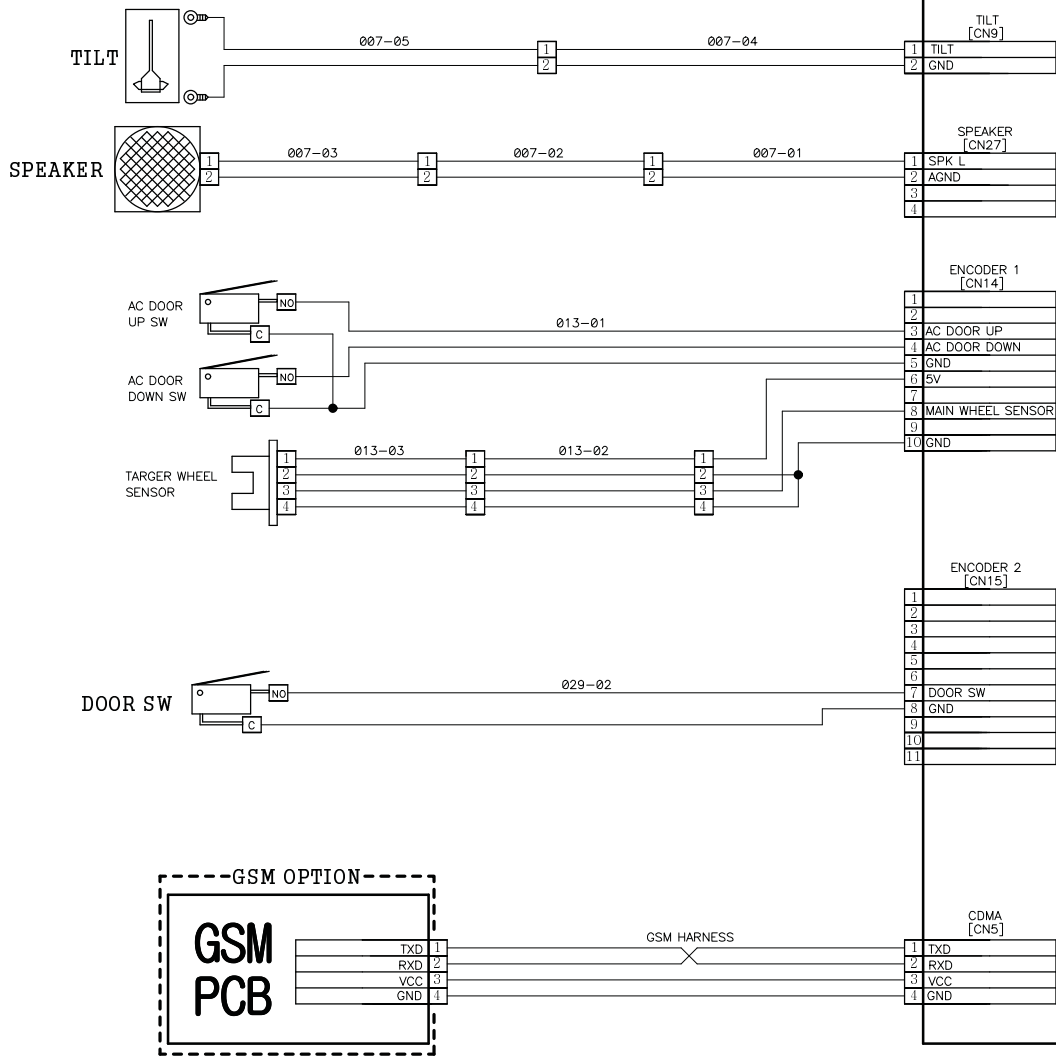 TILT
[CN9]
007-05
007-04
TILT
1
2
1 TILT
2 GND
SPEAKER
[CN27]
SPEAKER
007-03
007-02
007-01
1
2
1
2
1
2
1 SPK L
2 AGND
3
4
ENCODER 1
[CN14]
AC DOOR
UP SW
NO
C
013-01
AC DOOR
DOWN SW
NO
C
1
2
3 AC DOOR UP
4 AC DOOR DOWN
5 GND
6 5V
7
8 MAIN WHEEL SENSOR
9
10 GND
TARGER WHEEL
SENSOR
013-03
013-02
1
2
3
4
1
2
3
4
1
2
3
4
ENCODER 2
[CN15]
DOOR SW
NO
C
029-02
1
2
3
4
5
6
7 DOOR SW
8 GND
9
10
11
GSM OPTION
GSM
PCB
TXD 1
RXD 2
VCC 3
GND 4
GSM HARNESS
CDMA
[CN5]
1 TXD
2 RXD
3 VCC
4 GND